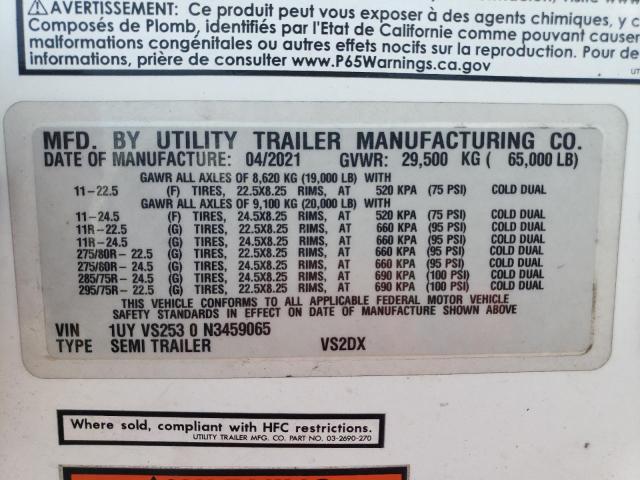 ⚠AVERTISSEMENT: Ce produit peut vous exposer à des agents chimiques, y c
Composés de Plomb, identifiés par l'Etat de Californie comme pouvant causer
malformations congénitales ou autres effets nocifs sur la reproduction. Pour de
informations, prière de consulter www.P65Warnings.ca.gov
UT
MFD. BY UTILITY TRAILER MANUFACTURING CO.
DATE OF MANUFACTURE: 04/2021 GVWR: 29,500 KG ( 65,000 LB)
GAWR ALL AXLES OF 8,620 KG (19,000 LB) WITH
11-22.5 (F) TIRES, 22.5X8.25 RIMS, AT 520 KPA (75 PSI) COLD DUAL
GAWR ALL AXLES OF 9,100 KG (20,000 LB) WITH
11-24.5 (F) TIRES, 24.5X8.25 RIMS, AT 520 KPA (75 PSI) COLD DUAL
11R-22.5 (G) TIRES, 22.5X8.25 RIMS, AT 660 KPA (95 PSI) COLD DUAL
11R-24.5 (G) TIRES, 24.5X8.25 RIMS, AT 660 KPA (95 PSI) COLD DUAL
275/80R-22.5 (G) TIRES, 22.5X8.25 RIMS, AT 660 KPA (95 PSI) COLD DUAL
275/60R-24.5 (G) TIRES, 24.5X8.25 RIMS, AT 660 KPA (95 PSI) COLD DUAL
285/75R-24.5 (G) TIRES, 24.5X8.25 RIMS, AT 690 KPA (100 PSI) COLD DUAL
295/75R-22.5 (G) TIRES, 22.5X8.25 RIMS, AT 690 KPA (100 PSI) COLD DUAL
THIS VEHICLE CONFORMS TO ALL APPLICABLE FEDERAL MOTOR VEHICLE
SAFETY STANDARDS IN EFFECT ON DATE OF MANUFACTURE SHOWN ABOVE
VIN 1UY VS253 0 N3459065
TYPE SEMI TRAILER VS2DX
Where sold, compliant with HFC restrictions.
UTILITY TRAILER MFG. CO. PART NO. 03-2690-270